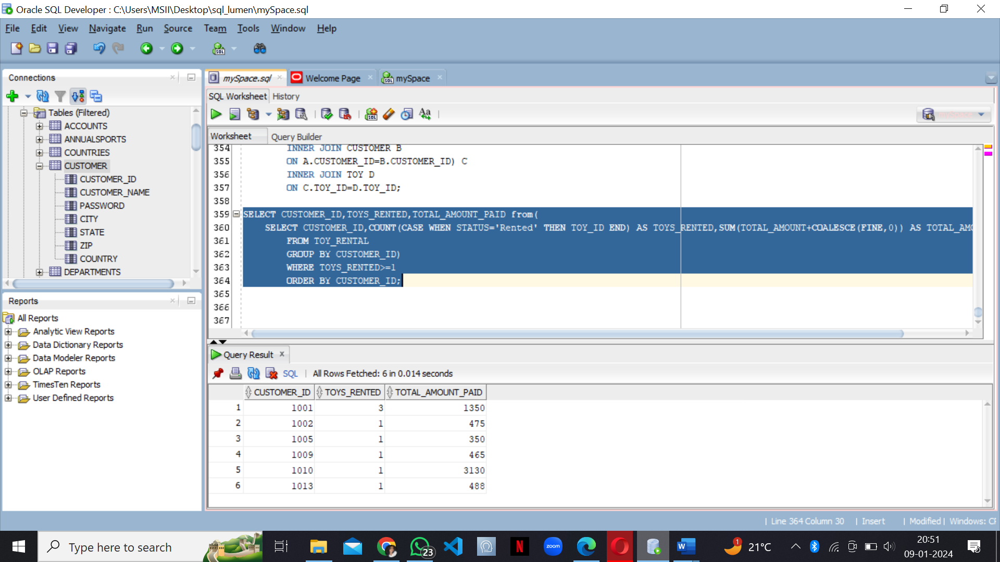 Oracle SQL Developer : C:\Users\MSII\Desktop\sql_lumen\mySpace.sql
File Edit View Navigate Run Source Team Tools Window Help
Connections
Tables (Filtered)
ACCOUNTS
ANNUALSPORTS
COUNTRIES
CUSTOMER
CUSTOMER_ID
CUSTOMER_NAME
PASSWORD
CITY
STATE
ZIP
COUNTRY
DEPARTMENTS
Reports
All Reports
Analytic View Reports
Data Dictionary Reports
Data Modeler Reports
OLAP Reports
TimesTen Reports
User Defined Reports
mySpace.sql Welcome Page mySpace
SQL Worksheet History
Worksheet Query Builder
354 INNER JOIN CUSTOMER B
355 ON A.CUSTOMER_ID=B.CUSTOMER_ID) C
356 INNER JOIN TOY D
357 ON C.TOY_ID=D.TOY_ID;
358
359 SELECT CUSTOMER_ID,TOYS_RENTED,TOTAL_AMOUNT_PAID from(
360 SELECT CUSTOMER_ID,COUNT(CASE WHEN STATUS='Rented' THEN TOY_ID END) AS TOYS_RENTED,SUM(TOTAL_AMOUNT+COALESCE(FINE,0)) AS TOTAL_AMO
361 FROM TOY_RENTAL
362 GROUP BY CUSTOMER_ID)
363 WHERE TOYS_RENTED>=1
364 ORDER BY CUSTOMER_ID;
365
366
367
Query Result
SQL | All Rows Fetched: 6 in 0.014 seconds
CUSTOMER_ID TOYS_RENTED TOTAL_AMOUNT_PAID
1 1001 3 1350
2 1002 1 475
3 1005 1 350
4 1009 1 465
5 1010 1 3130
6 1013 1 488
| Line 364 Column 30 | Insert | Modified | Windows: CF
Type here to search
23
zoom
1
21°C
20:51
09-01-2024